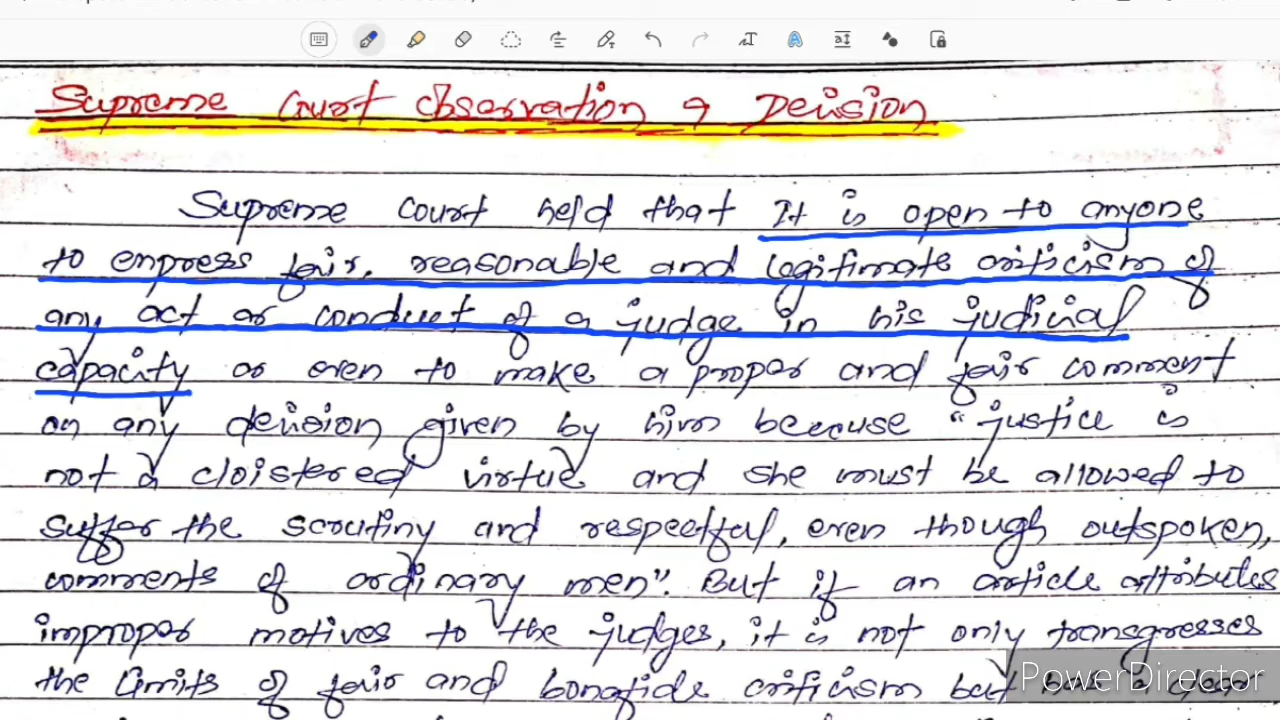 Supreme Court observation & Decision
Supreme court held that It is open to anyone
to empress fair, reasonable and legitimate criticism of
any act or conduct of a judge in his judicial
capacity or even to make a proper and fair comment
on any decision given by him because "justice is
not a cloistered virtue and she must be allowed to
suffer the scrutiny and respectful, even though outspoken,
comments of ordinary men". But if an article attributes
improper motives to the judges, it is not only transgresses
the limits of fair and bonafide criticism but
PowerDirector